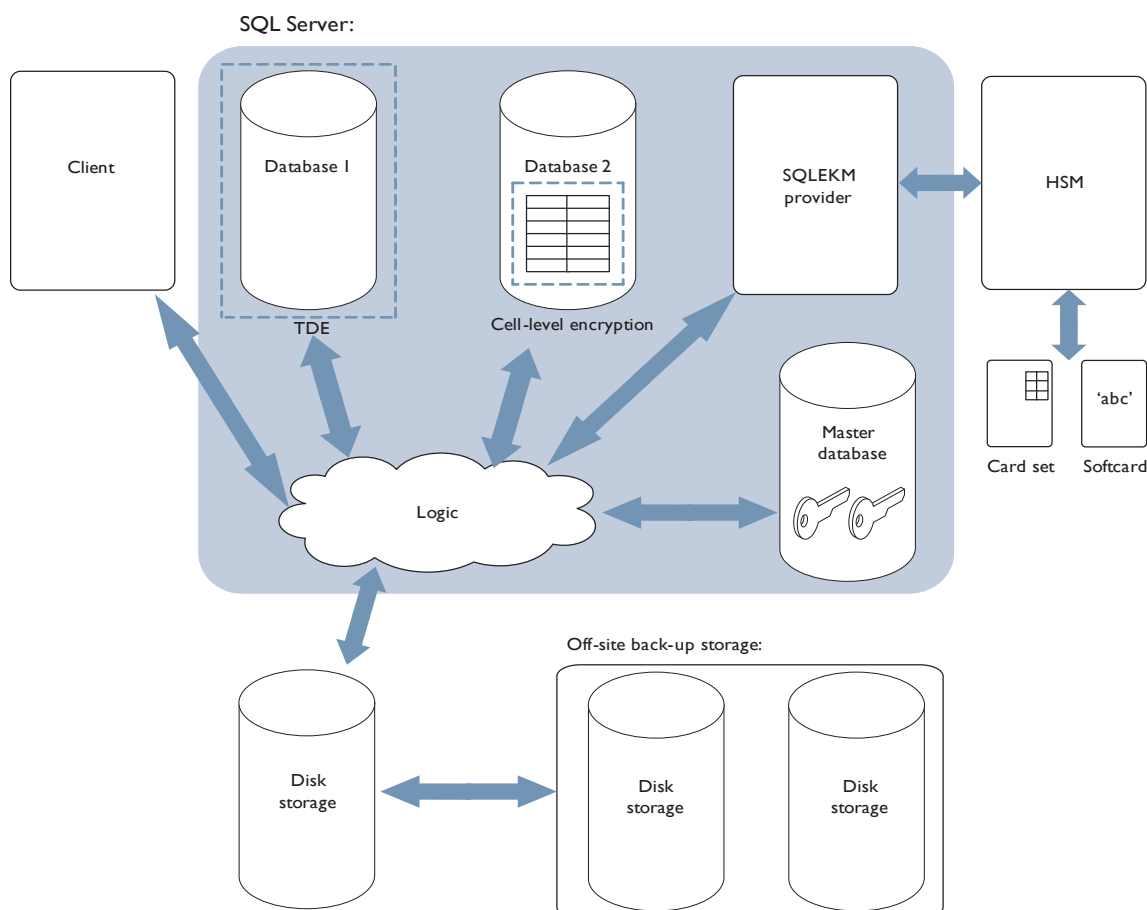 SQL Server:
Client
Database 1
TDE
Database 2
Cell-level encryption
SQLEKM
provider
HSM
Card set
‘abc’
Softcard
Master
database
Logic
Off-site back-up storage:
Disk
storage
Disk
storage
Disk
storage